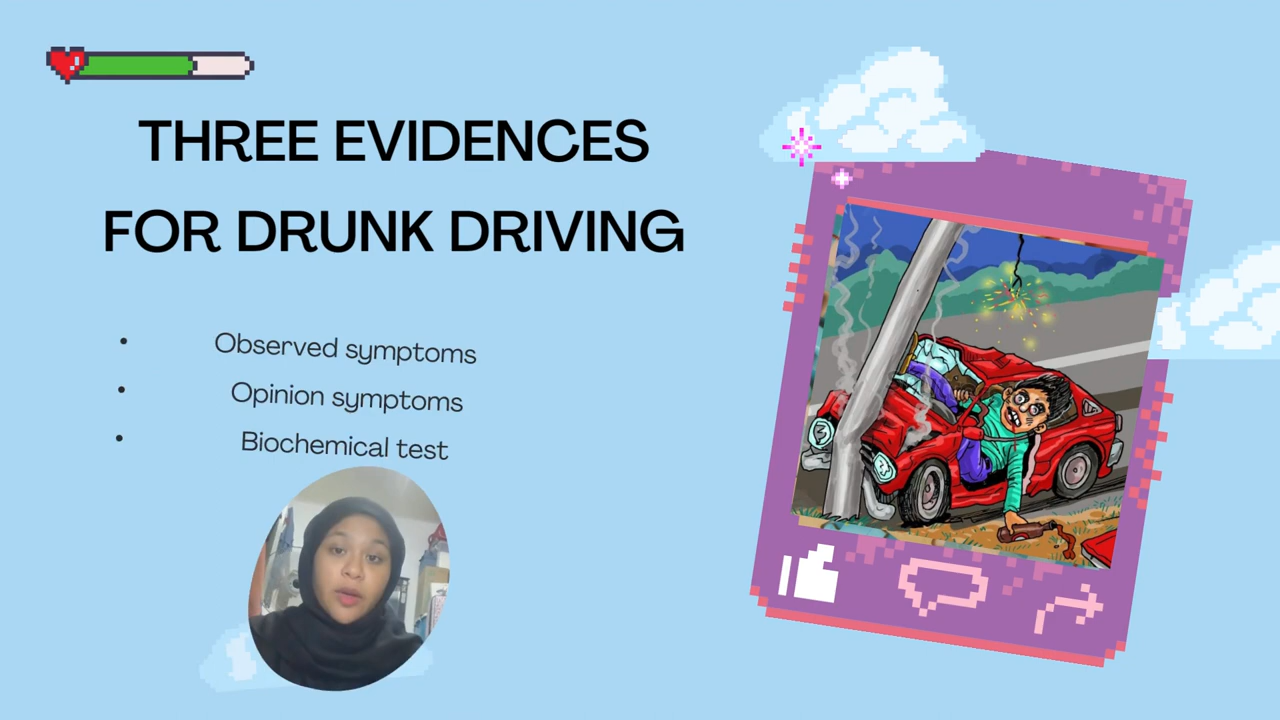 THREE EVIDENCES
FOR DRUNK DRIVING
• Observed symptoms
• Opinion symptoms
• Biochemical test